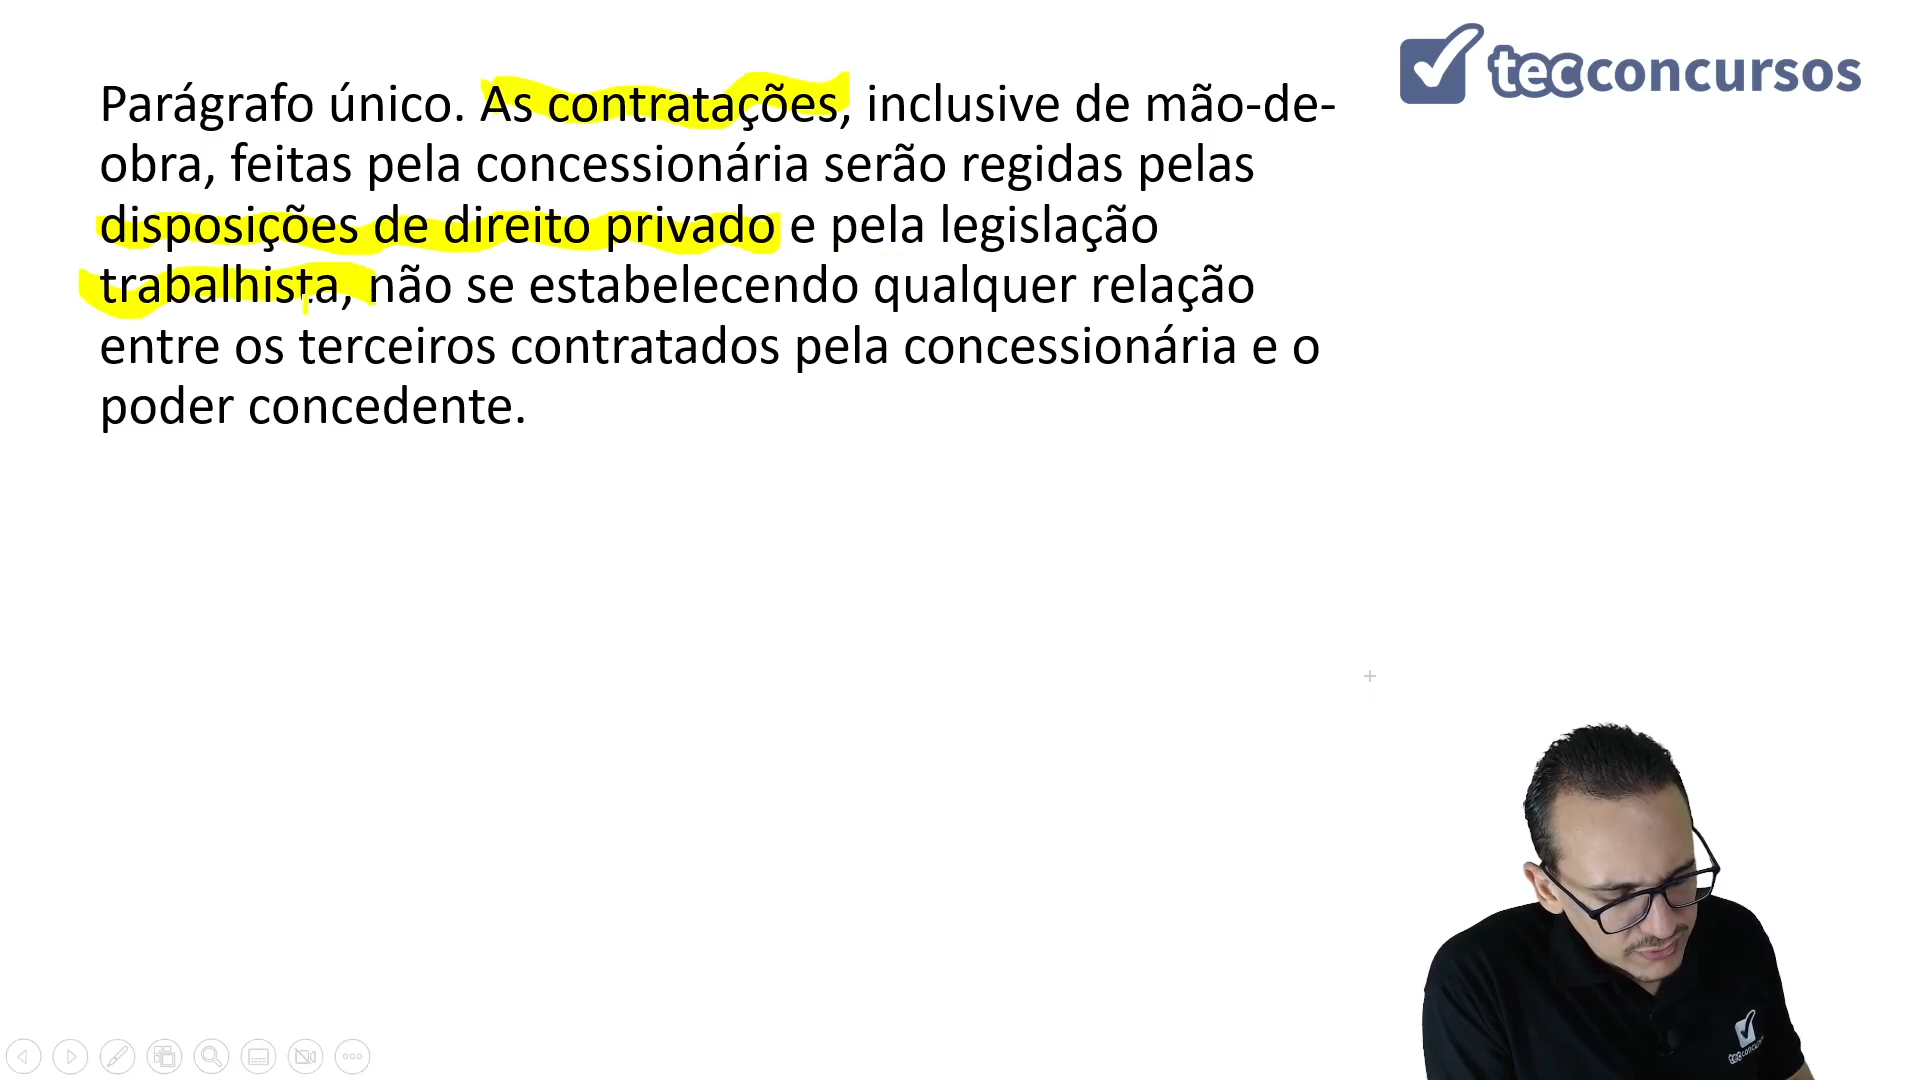 tecconcursos
Parágrafo único. As contratações, inclusive de mão-de-
obra, feitas pela concessionária serão regidas pelas
disposições de direito privado e pela legislação
trabalhista, não se estabelecendo qualquer relação
entre os terceiros contratados pela concessionária e o
poder concedente.
tecconcursos